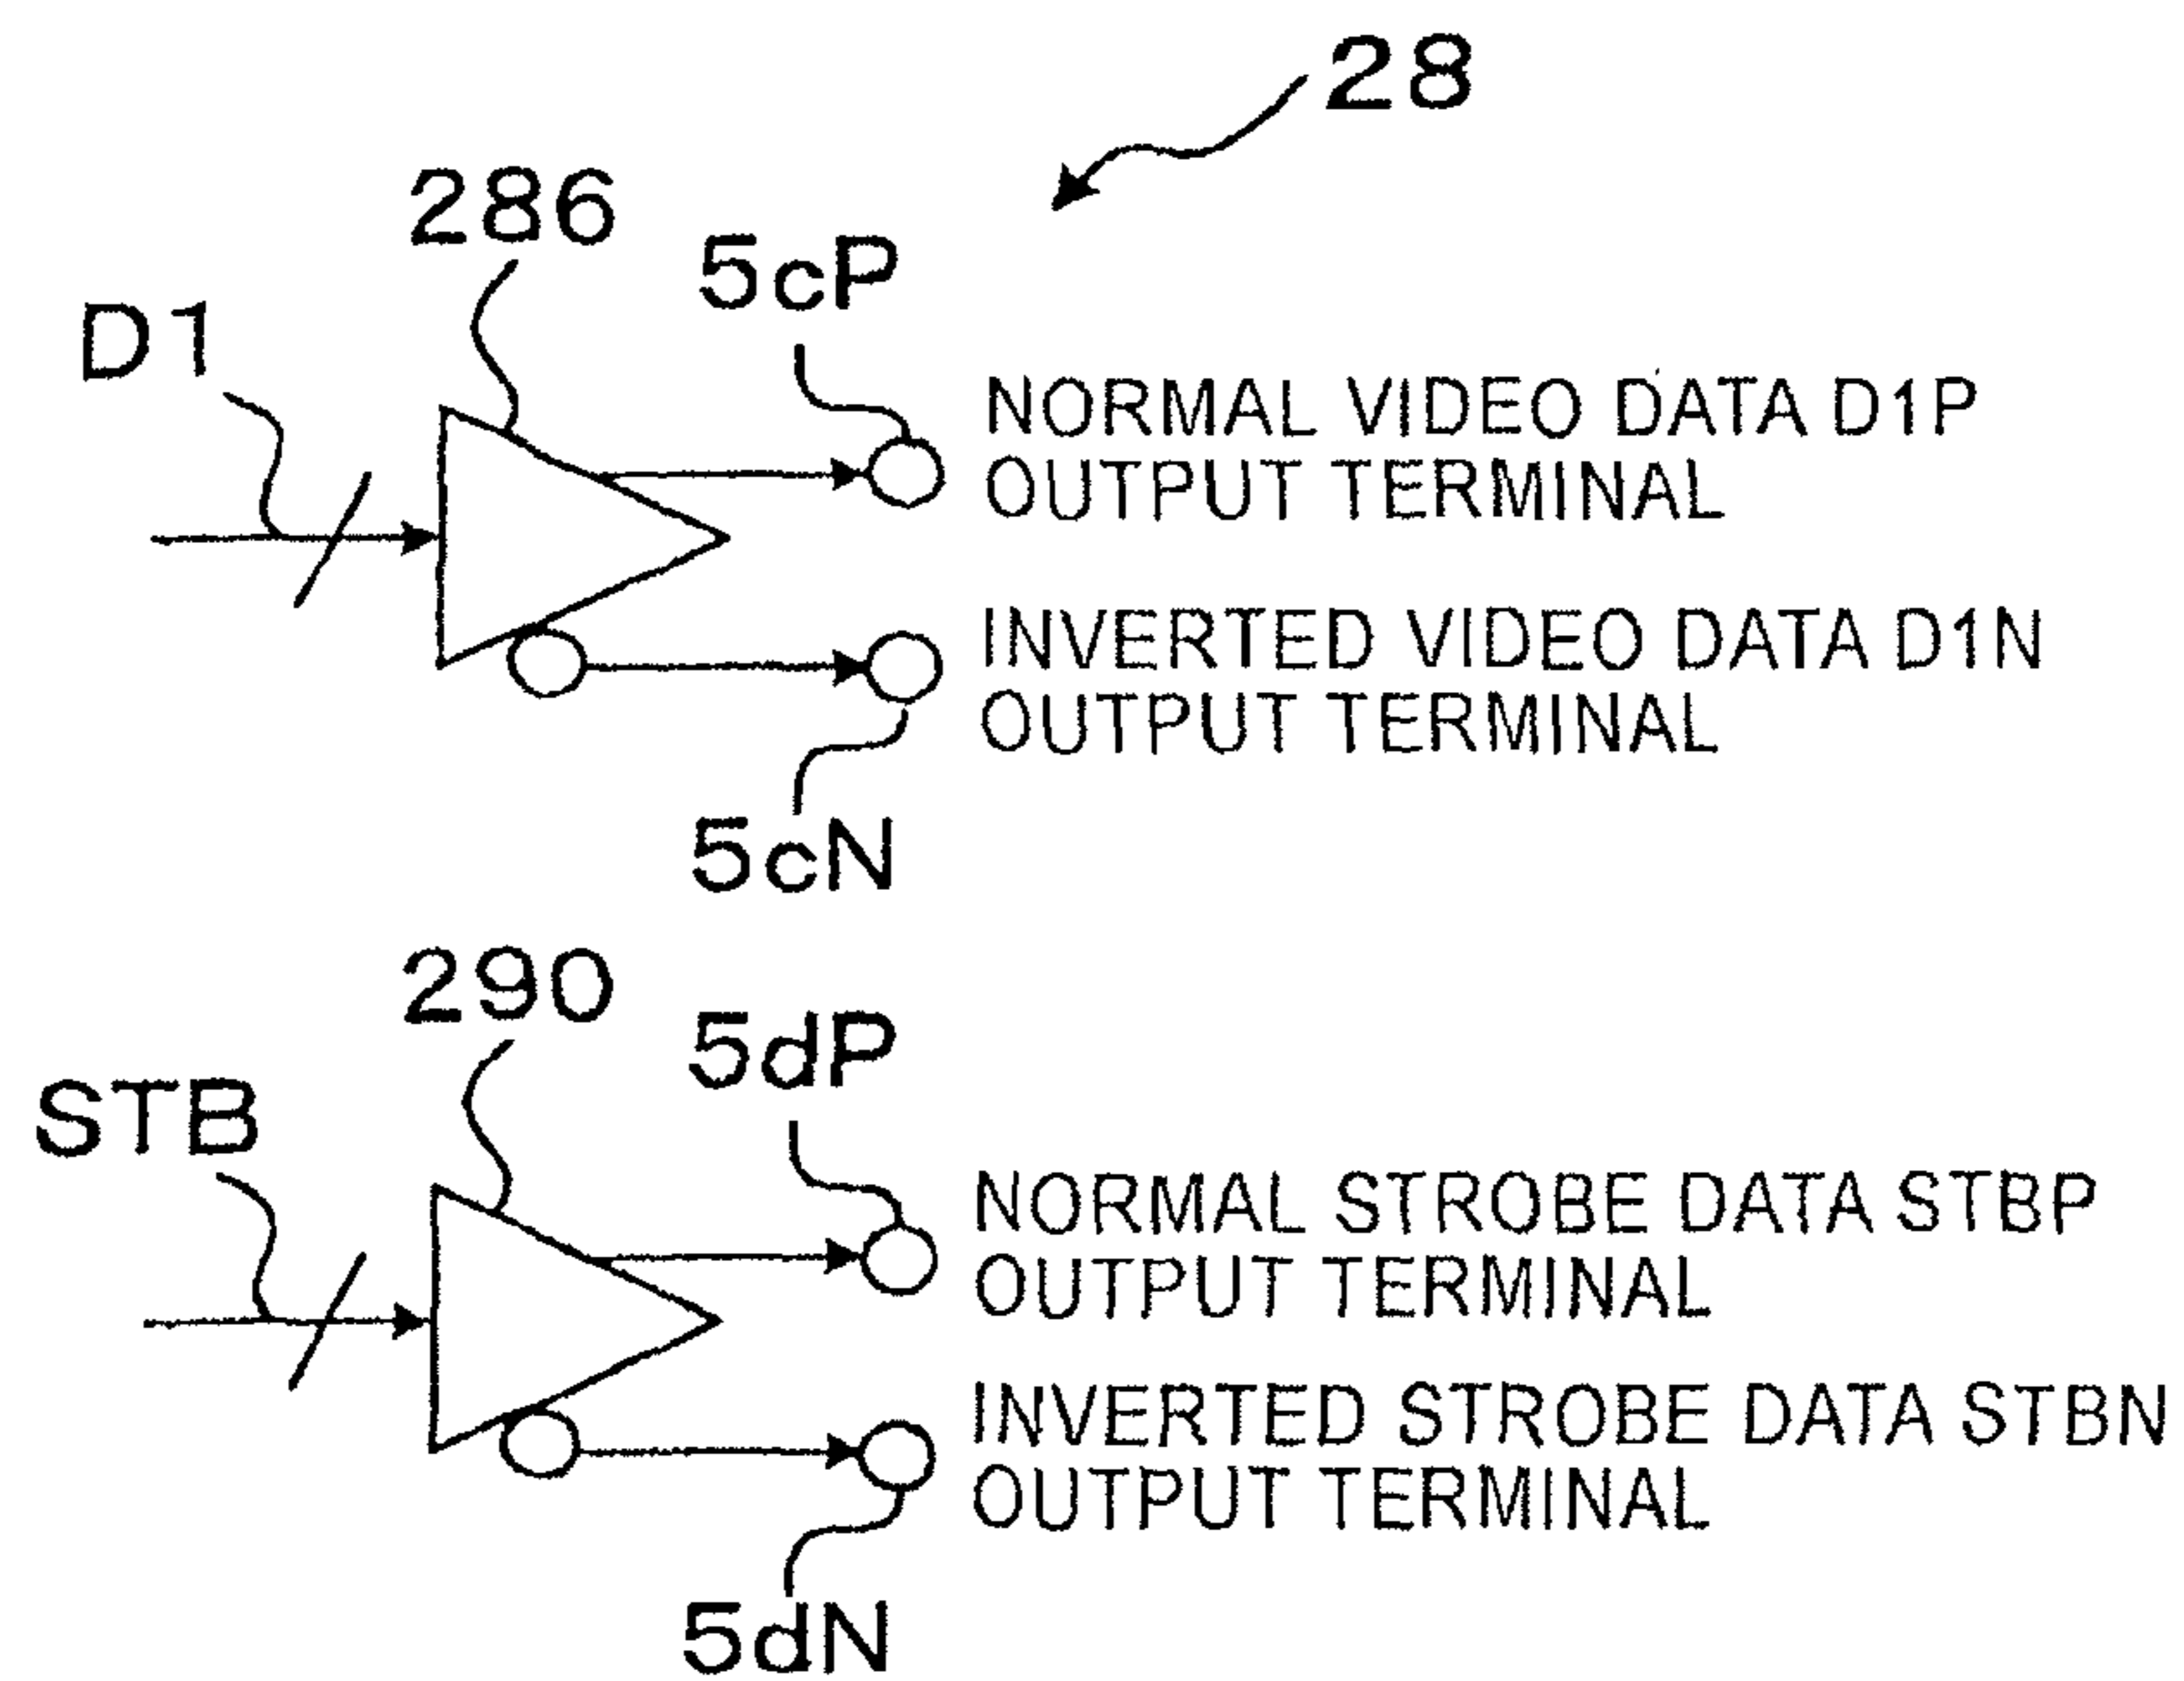 28
286
5cP
D1
NORMAL VIDEO DATA D1P
OUTPUT TERMINAL
INVERTED VIDEO DATA D1N
OUTPUT TERMINAL
5cN
290
5dP
STB
NORMAL STROBE DATA STBP
OUTPUT TERMINAL
INVERTED STROBE DATA STBN
OUTPUT TERMINAL
5dN